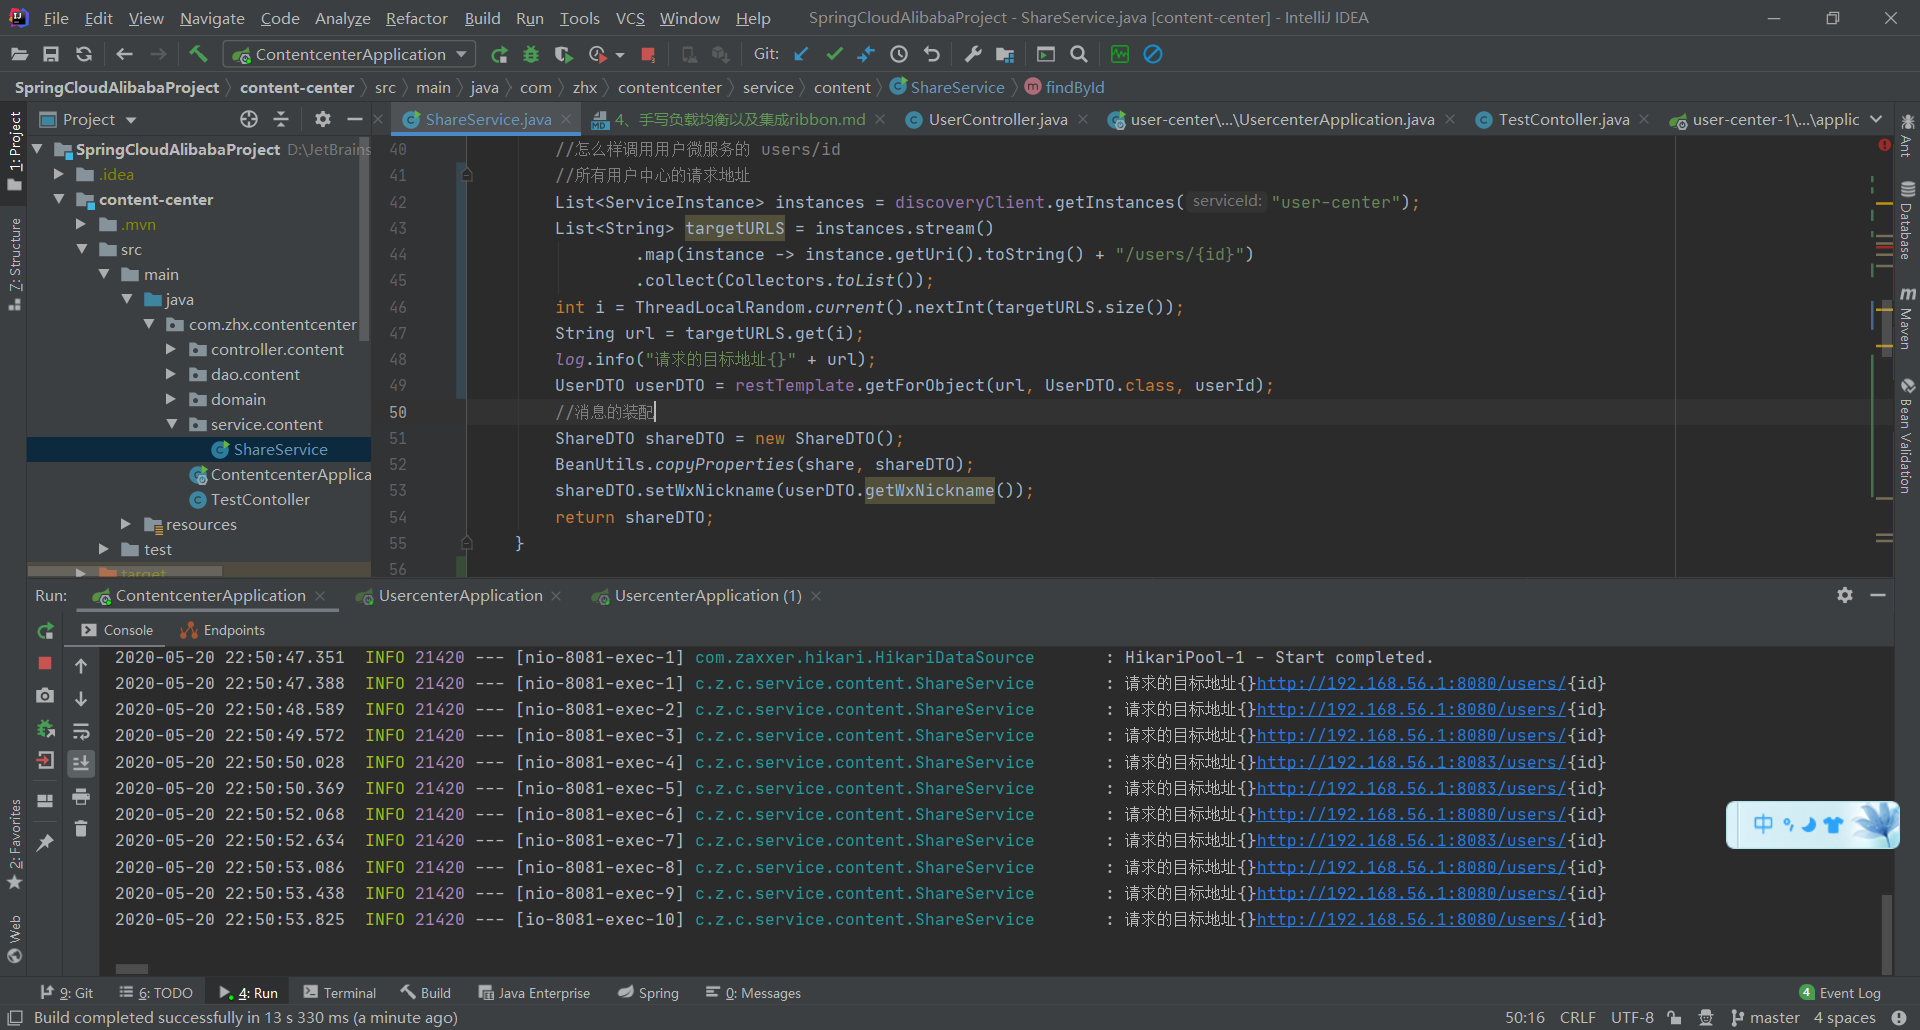 File Edit View Navigate Code Analyze Refactor Build Run Tools VCS Window Help SpringCloudAlibabaProject - ShareService.java [content-center] - IntelliJ IDEA
ContentcenterApplication Git:
SpringCloudAlibabaProject content-center src main java com zhx contentcenter service content ShareService findById
Project ShareService.java 4、手写负载均衡以及集成ribbon.md UserController.java user-center\...\UsercenterApplication.java TestContoller.java user-center-1\...\applic
1: Project
7: Structure
2: Favorites
Web
SpringCloudAlibabaProject D:\JetBrains
.idea
content-center
.mvn
src
main
java
com.zhx.contentcenter
controller.content
dao.content
domain
service.content
ShareService
ContentcenterApplica
TestContoller
resources
test
target
40 //怎么样调用用户微服务的 users/id
41 //所有用户中心的请求地址
42 List<ServiceInstance> instances = discoveryClient.getInstances( serviceId: "user-center");
43 List<String> targetURLS = instances.stream()
44 .map(instance -> instance.getUri().toString() + "/users/{id}")
45 .collect(Collectors.toList());
46 int i = ThreadLocalRandom.current().nextInt(targetURLS.size());
47 String url = targetURLS.get(i);
48 log.info("请求的目标地址{}" + url);
49 UserDTO userDTO = restTemplate.getForObject(url, UserDTO.class, userId);
50 //消息的装配
51 ShareDTO shareDTO = new ShareDTO();
52 BeanUtils.copyProperties(share, shareDTO);
53 shareDTO.setWxNickname(userDTO.getWxNickname());
54 return shareDTO;
55 }
56
Ant
Database
Maven
Bean Validation
Run: ContentcenterApplication UsercenterApplication UsercenterApplication (1)
Console Endpoints
2020-05-20 22:50:47.351 INFO 21420 --- [nio-8081-exec-1] com.zaxxer.hikari.HikariDataSource : HikariPool-1 - Start completed.
2020-05-20 22:50:47.388 INFO 21420 --- [nio-8081-exec-1] c.z.c.service.content.ShareService : 请求的目标地址{}http://192.168.56.1:8080/users/{id}
2020-05-20 22:50:48.589 INFO 21420 --- [nio-8081-exec-2] c.z.c.service.content.ShareService : 请求的目标地址{}http://192.168.56.1:8080/users/{id}
2020-05-20 22:50:49.572 INFO 21420 --- [nio-8081-exec-3] c.z.c.service.content.ShareService : 请求的目标地址{}http://192.168.56.1:8080/users/{id}
2020-05-20 22:50:50.028 INFO 21420 --- [nio-8081-exec-4] c.z.c.service.content.ShareService : 请求的目标地址{}http://192.168.56.1:8083/users/{id}
2020-05-20 22:50:50.369 INFO 21420 --- [nio-8081-exec-5] c.z.c.service.content.ShareService : 请求的目标地址{}http://192.168.56.1:8083/users/{id}
2020-05-20 22:50:52.068 INFO 21420 --- [nio-8081-exec-6] c.z.c.service.content.ShareService : 请求的目标地址{}http://192.168.56.1:8080/users/{id}
2020-05-20 22:50:52.634 INFO 21420 --- [nio-8081-exec-7] c.z.c.service.content.ShareService : 请求的目标地址{}http://192.168.56.1:8083/users/{id}
2020-05-20 22:50:53.086 INFO 21420 --- [nio-8081-exec-8] c.z.c.service.content.ShareService : 请求的目标地址{}http://192.168.56.1:8080/users/{id}
2020-05-20 22:50:53.438 INFO 21420 --- [nio-8081-exec-9] c.z.c.service.content.ShareService : 请求的目标地址{}http://192.168.56.1:8080/users/{id}
2020-05-20 22:50:53.825 INFO 21420 --- [io-8081-exec-10] c.z.c.service.content.ShareService : 请求的目标地址{}http://192.168.56.1:8080/users/{id}
中
9: Git 6: TODO 4: Run Terminal Build Java Enterprise Spring 0: Messages 4 Event Log
Build completed successfully in 13 s 330 ms (a minute ago) 50:16 CRLF UTF-8 master 4 spaces